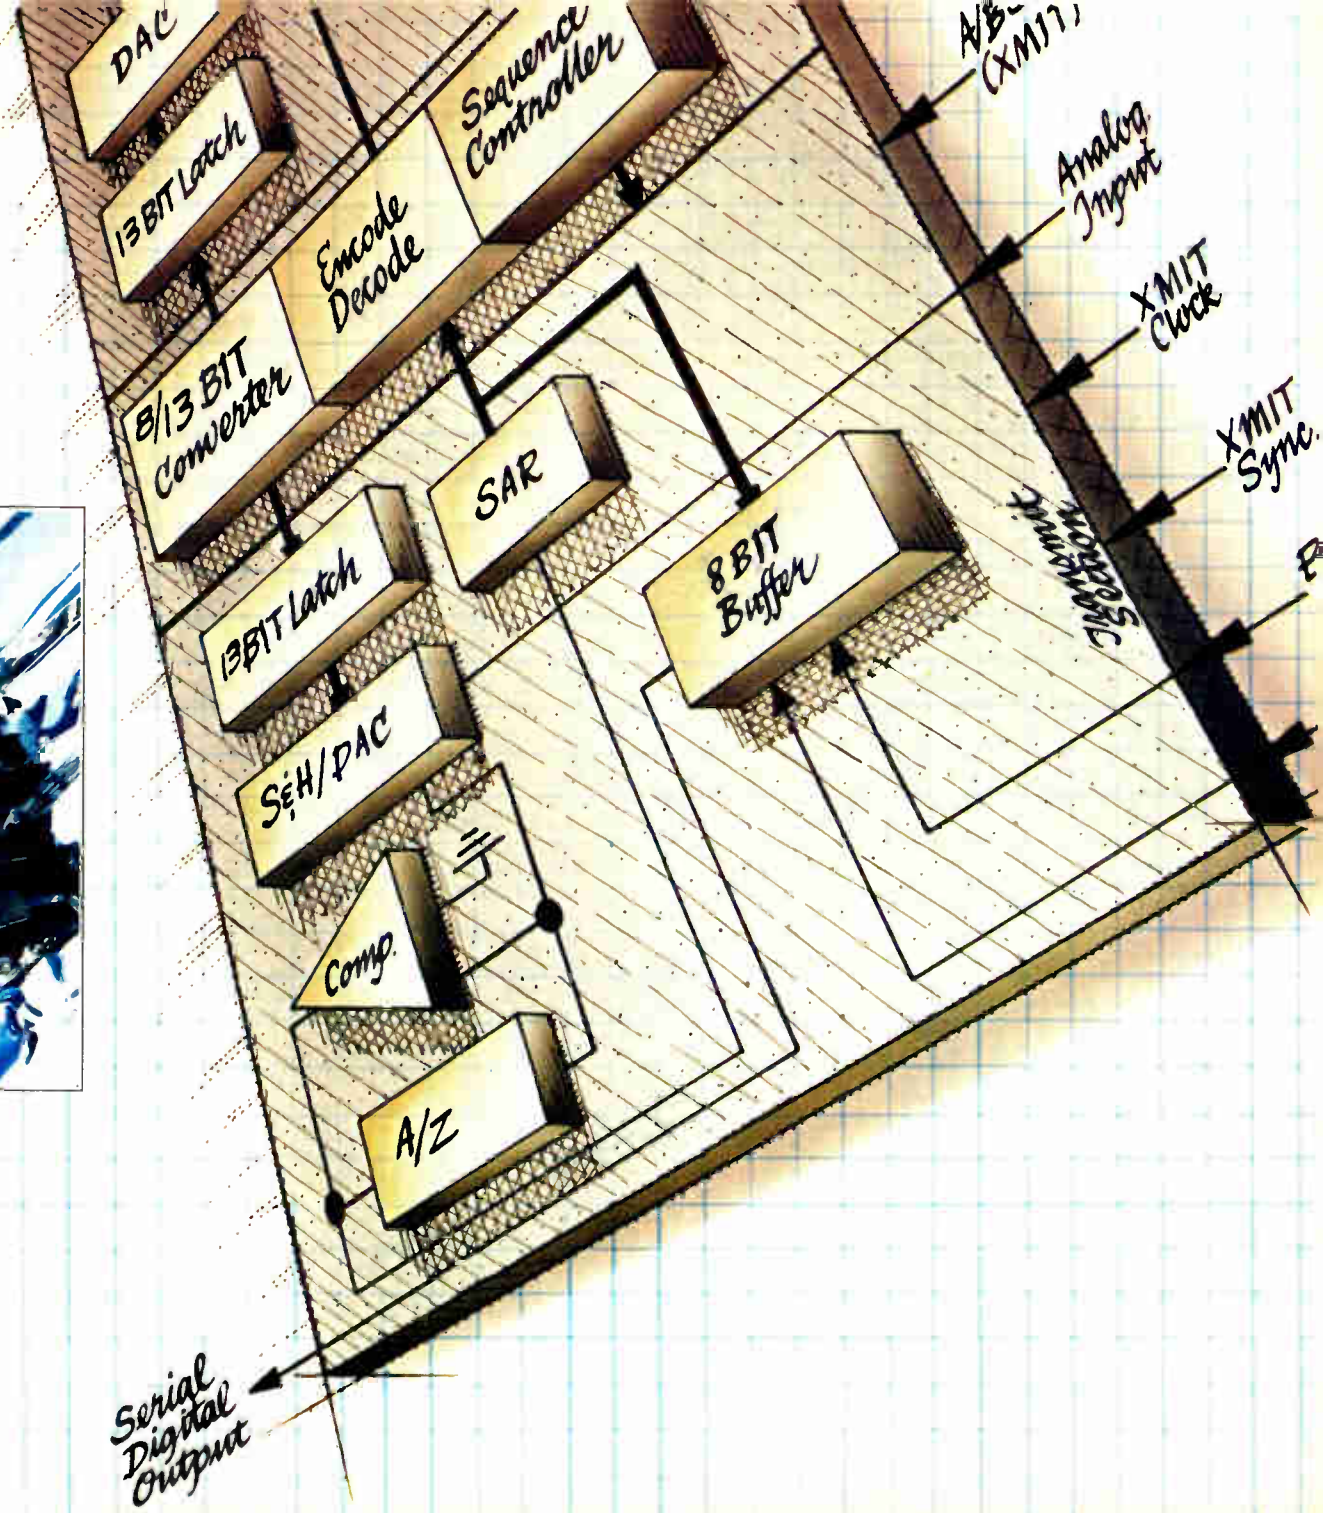 DAC
13 BIT Latch
Sequence
Controller
Encode
Decode
8/13 BIT
Converter
A/B-
(XMIT)
Analog
Input
XMIT
Clock
XMIT
Sync.
SAR
13 BIT Latch
8 BIT
Buffer
Transmit
Section
S&H/DAC
Comp.
A/Z
Serial
Digital
Output